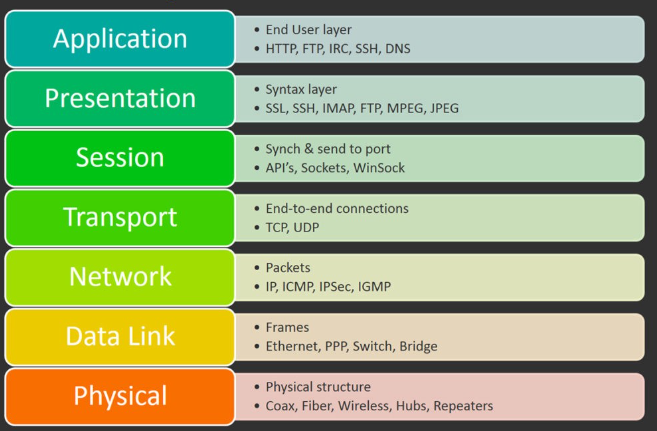 Application
• End User layer
• HTTP, FTP, IRC, SSH, DNS
Presentation
• Syntax layer
• SSL, SSH, IMAP, FTP, MPEG, JPEG
Session
• Synch & send to port
• API's, Sockets, WinSock
Transport
• End-to-end connections
• TCP, UDP
Network
• Packets
• IP, ICMP, IPSec, IGMP
Data Link
• Frames
• Ethernet, PPP, Switch, Bridge
Physical
• Physical structure
• Coax, Fiber, Wireless, Hubs, Repeaters